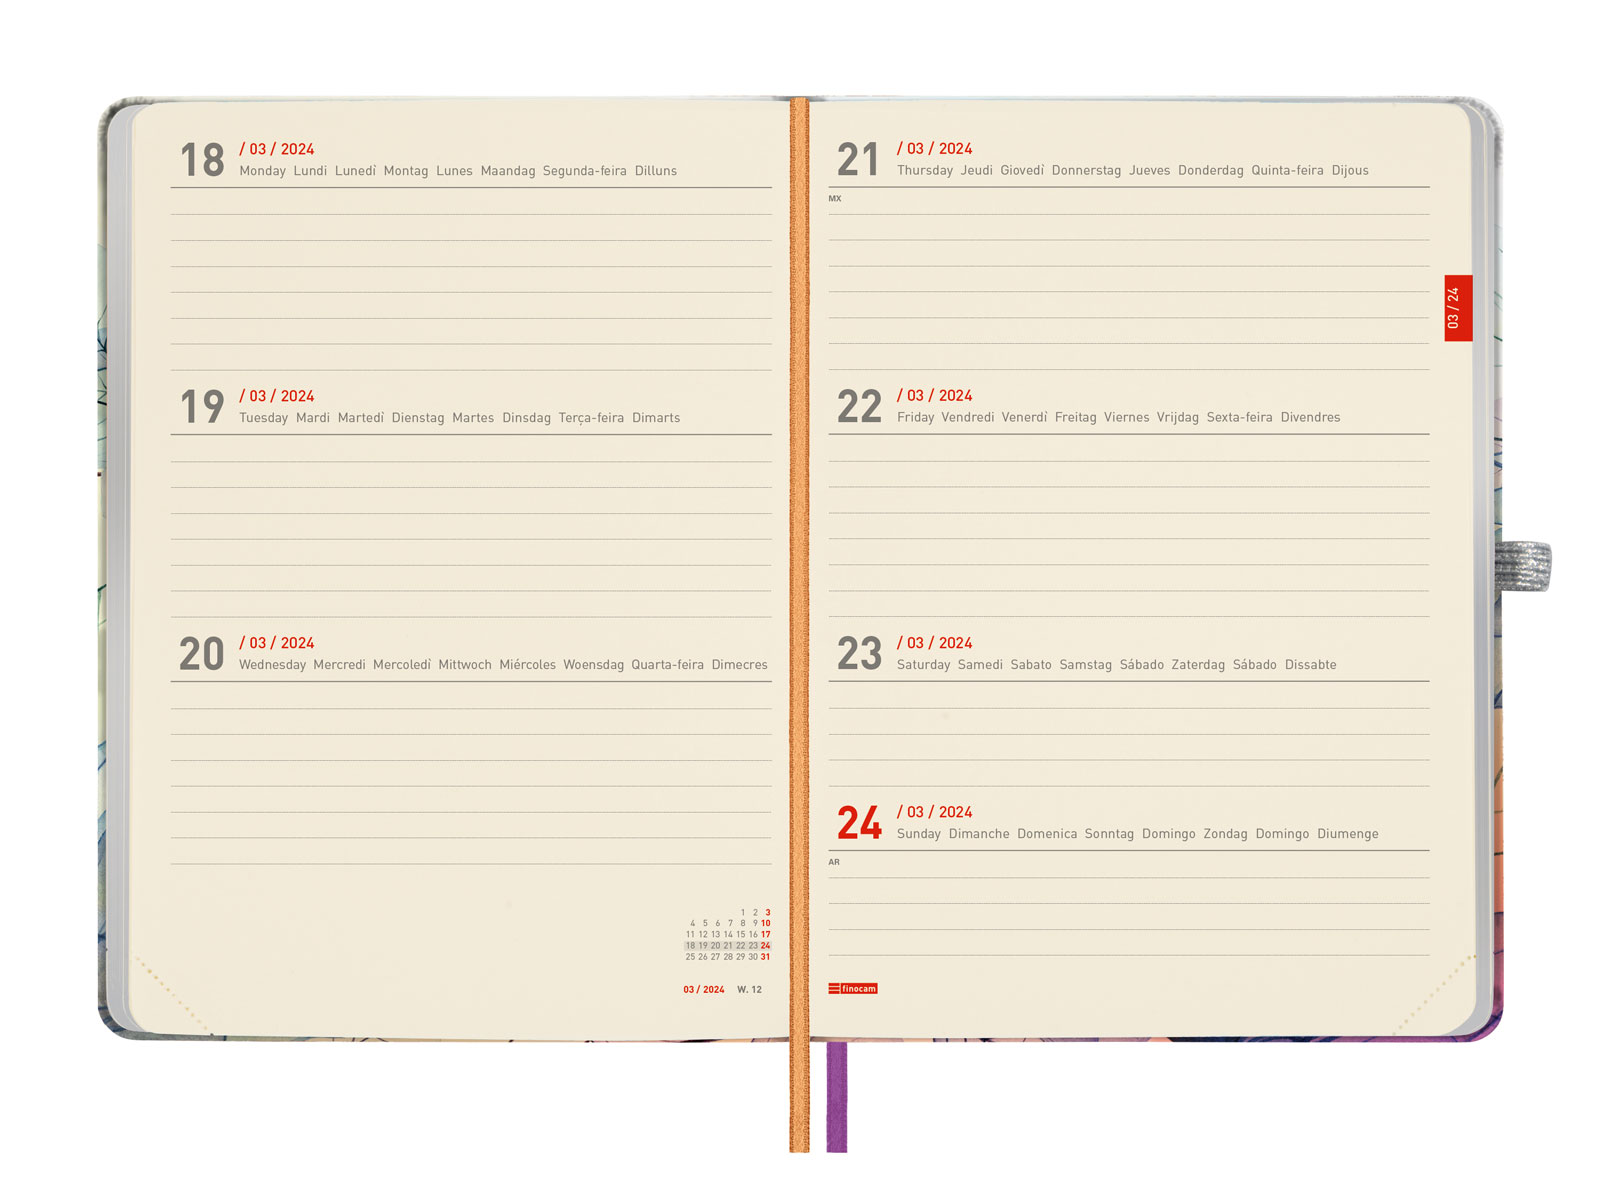 18 / 03 / 2024
Monday Lundi Lunedì Montag Lunes Maandag Segunda-feira Dilluns
19 / 03 / 2024
Tuesday Mardi Martedì Dienstag Martes Dinsdag Terça-feira Dimarts
20 / 03 / 2024
Wednesday Mercredi Mercoledì Mittwoch Miércoles Woensdag Quarta-feira Dimecres
1 2 3
4 5 6 7 8 9 10
11 12 13 14 15 16 17
18 19 20 21 22 23 24
25 26 27 28 29 30 31
03 / 2024 W. 12
21 / 03 / 2024
Thursday Jeudi Giovedì Donnerstag Jueves Donderdag Quinta-feira Dijous
MX
03 / 24
22 / 03 / 2024
Friday Vendredi Venerdì Freitag Viernes Vrijdag Sexta-feira Divendres
23 / 03 / 2024
Saturday Samedi Sabato Samstag Sábado Zaterdag Sábado Dissabte
24 / 03 / 2024
Sunday Dimanche Domenica Sonntag Domingo Zondag Domingo Diumenge
AR
finocam